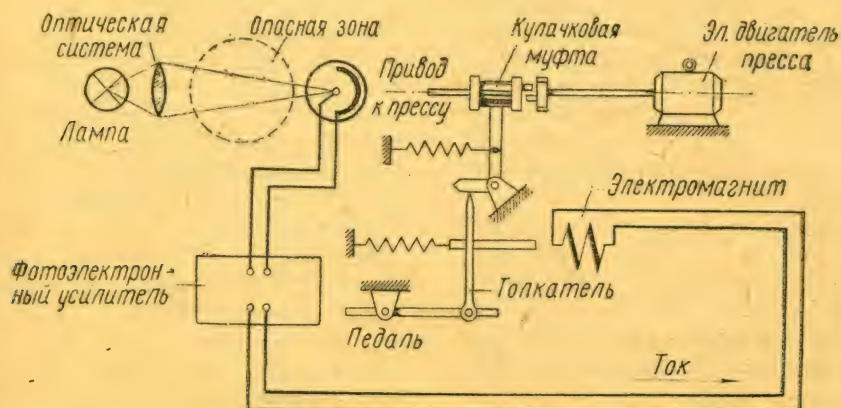 Оптическая
система
Опасная зона
Кулачковая
муфта
Эл. двигатель
пресса
Привод
к прессу
Лампа
Электромагнит
Фотоэлектрон-
ный усилитель
Толкатель
Педаль
Ток